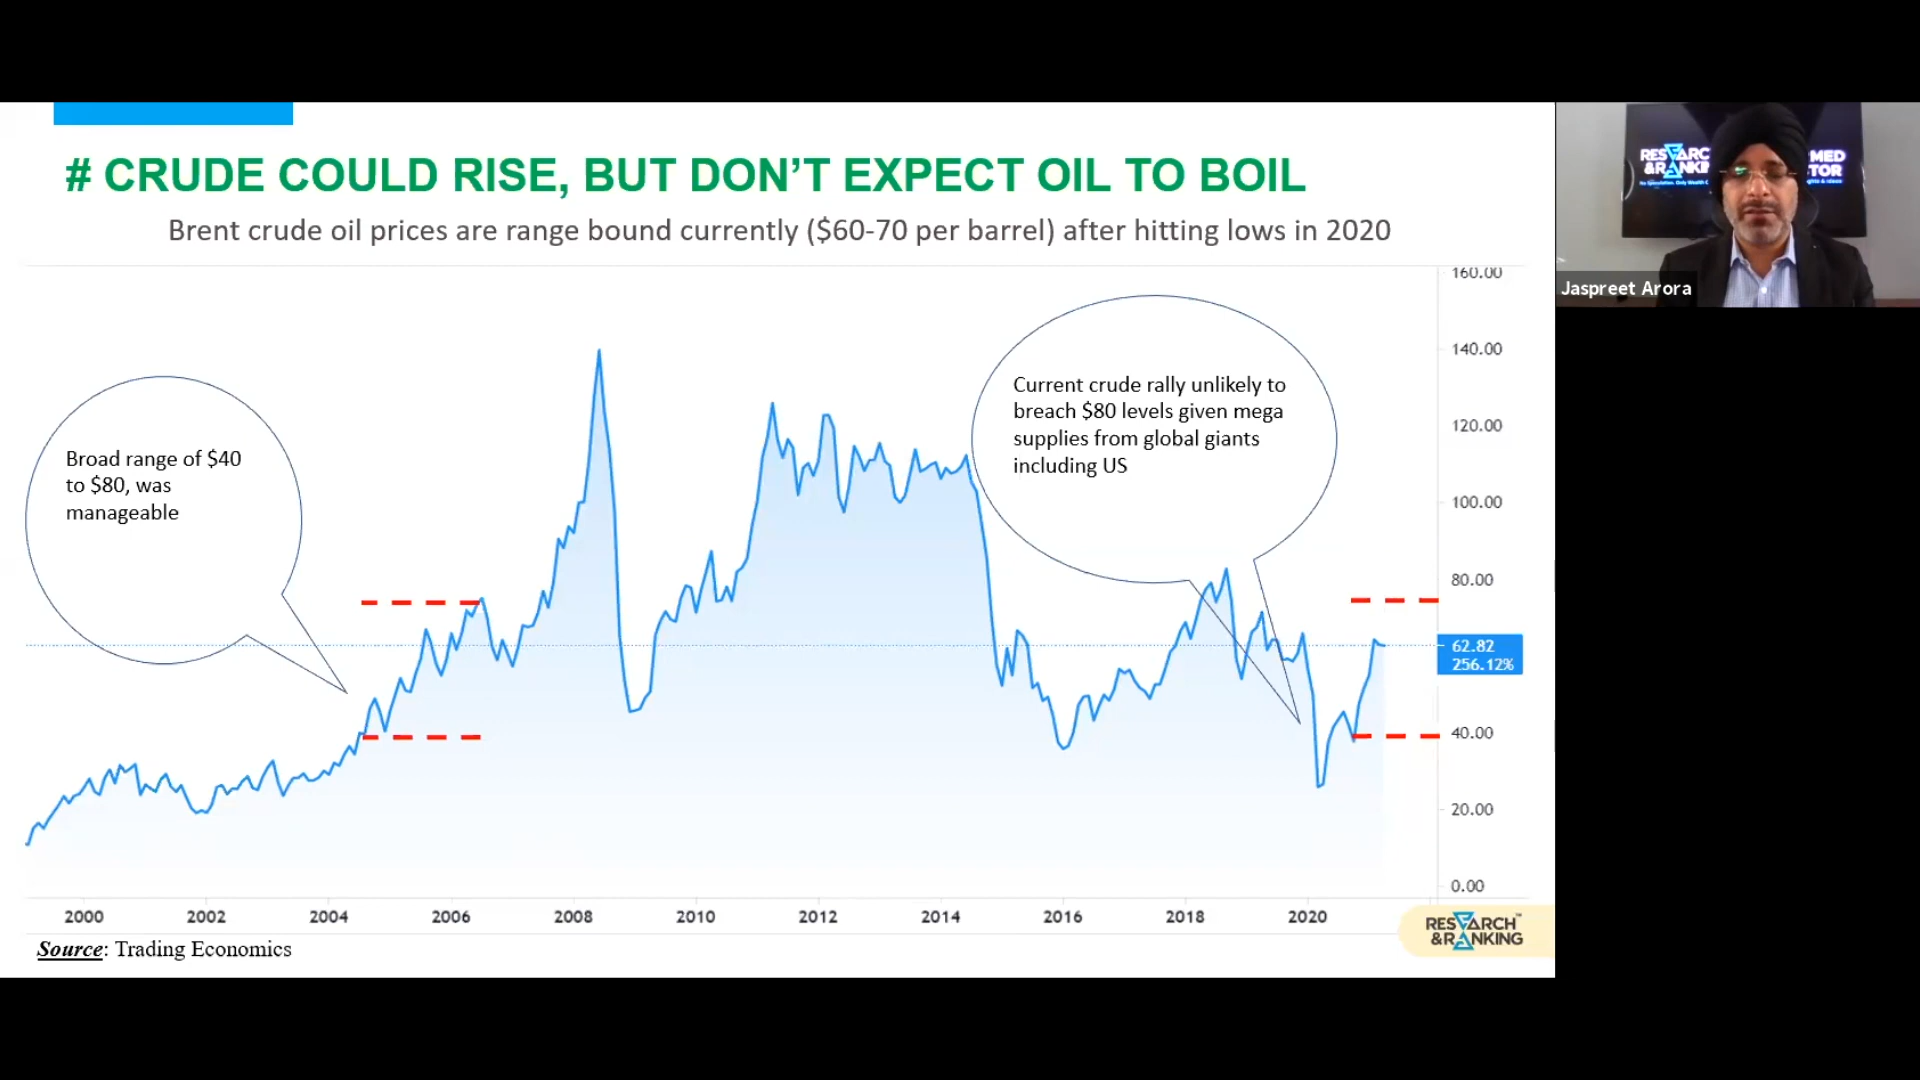 # CRUDE COULD RISE, BUT DON’T EXPECT OIL TO BOIL
Brent crude oil prices are range bound currently ($60-70 per barrel) after hitting lows in 2020
Broad range of $40
to $80, was
manageable
Current crude rally unlikely to
breach $80 levels given mega
supplies from global giants
including US
160.00
140.00
120.00
100.00
80.00
62.82
256.12%
40.00
20.00
0.00
2000 2002 2004 2006 2008 2010 2012 2014 2016 2018 2020
Source: Trading Economics
RESEARCH™
&RANKING
Jaspreet Arora